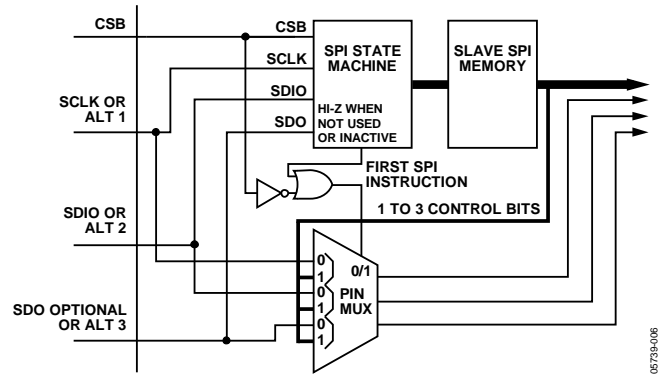 CSB
CSB
SPI STATE
MACHINE
SLAVE SPI
MEMORY
SCLK
SCLK OR
ALT 1
SDIO
HI-Z WHEN
NOT USED
OR INACTIVE
SDO
FIRST SPI
INSTRUCTION
1 TO 3 CONTROL BITS
SDIO OR
ALT 2
0
1
0
1
0
1
0/1
PIN
MUX
SDO OPTIONAL
OR ALT 3
05739-006